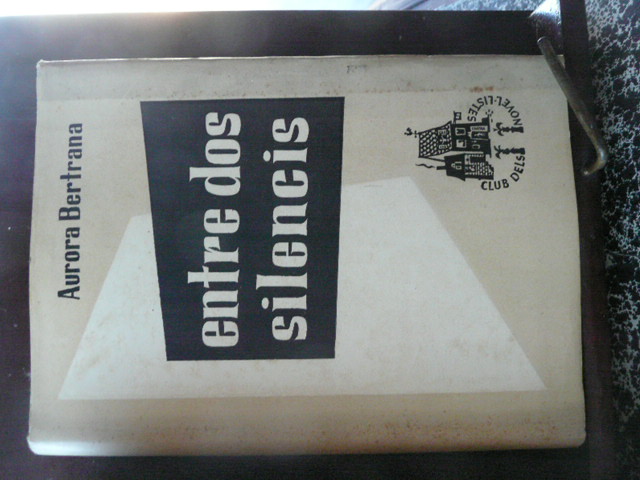 Aurora Bertrana
entre dos
silencis
CLUB DELS NOVEL·LISTES